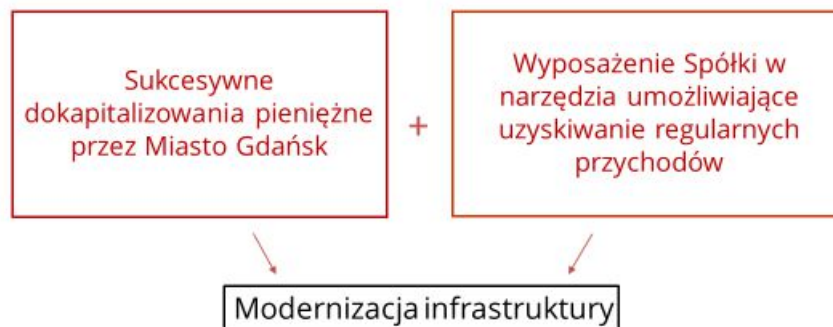 Sukcesywne
dokapitalizowania pieniężne
przez Miasto Gdańsk
+
Wyposażenie Spółki w
narzędzia umożliwiające
uzyskiwanie regularnych
przychodów
Modernizacja infrastruktury